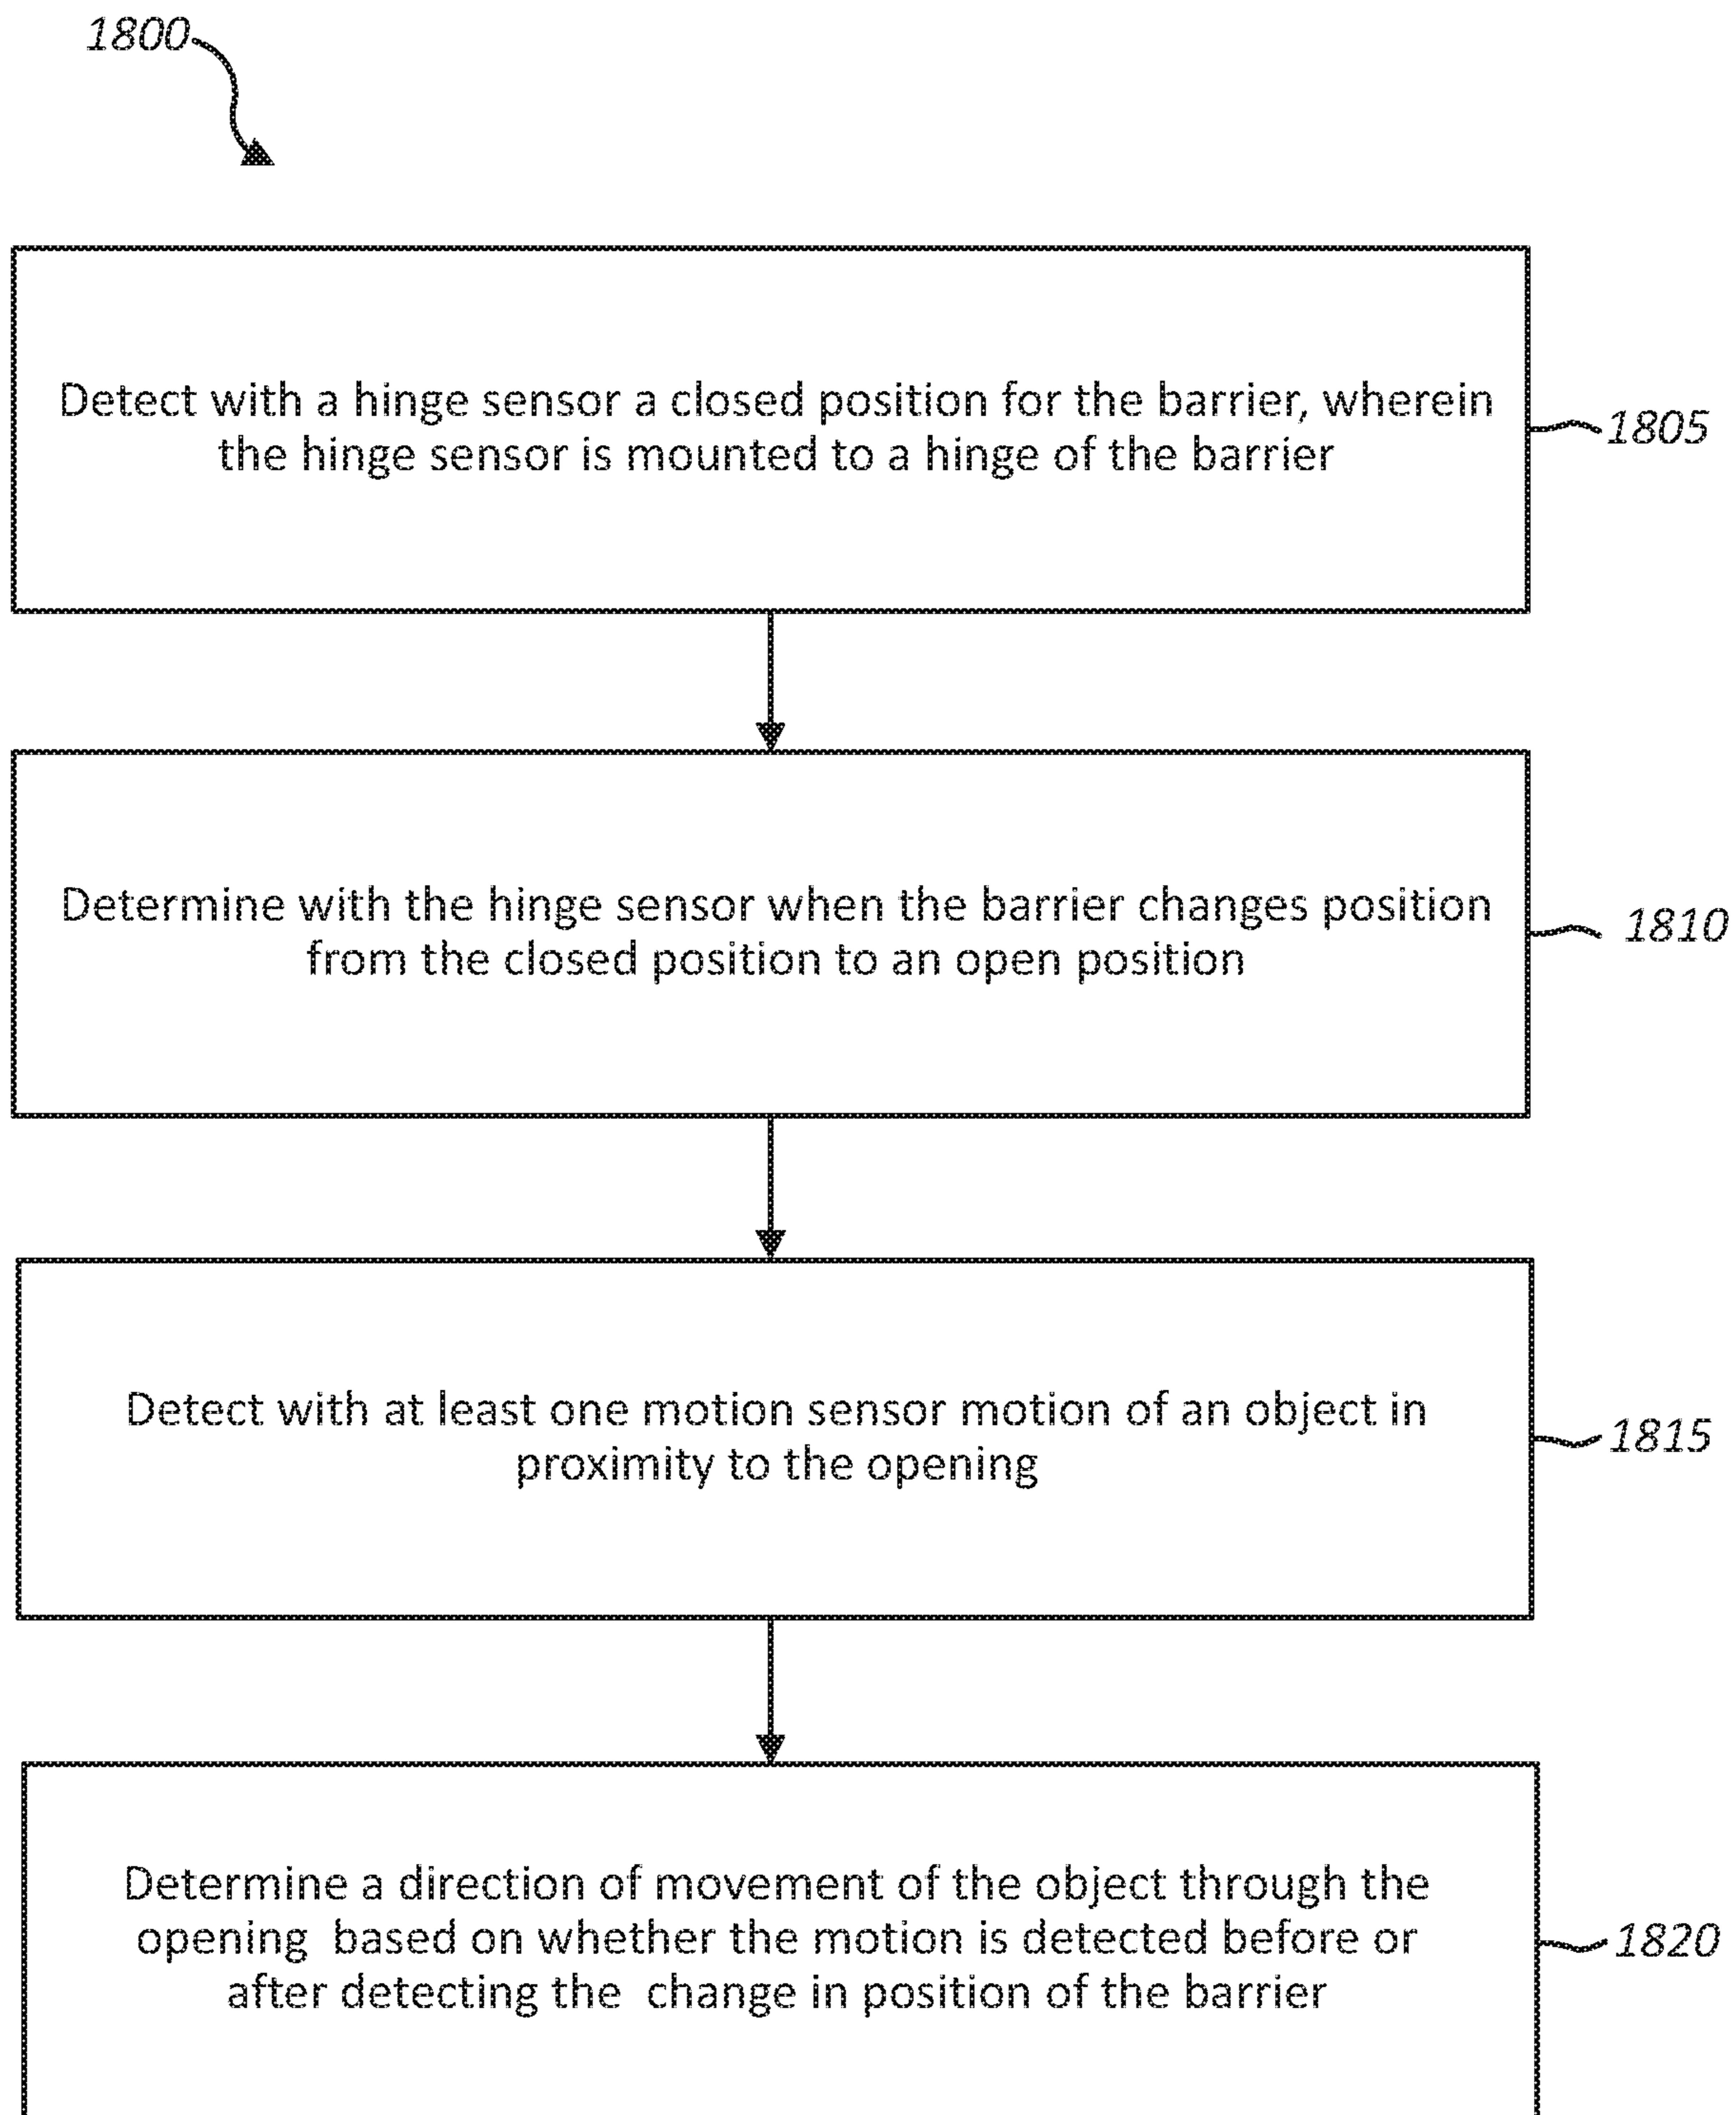 1800
Detect with a hinge sensor a closed position for the barrier, wherein
the hinge sensor is mounted to a hinge of the barrier
1805
Determine with the hinge sensor when the barrier changes position
from the closed position to an open position
1810
Detect with at least one motion sensor motion of an object in
proximity to the opening
1815
Determine a direction of movement of the object through the
opening based on whether the motion is detected before or
after detecting the change in position of the barrier
1820